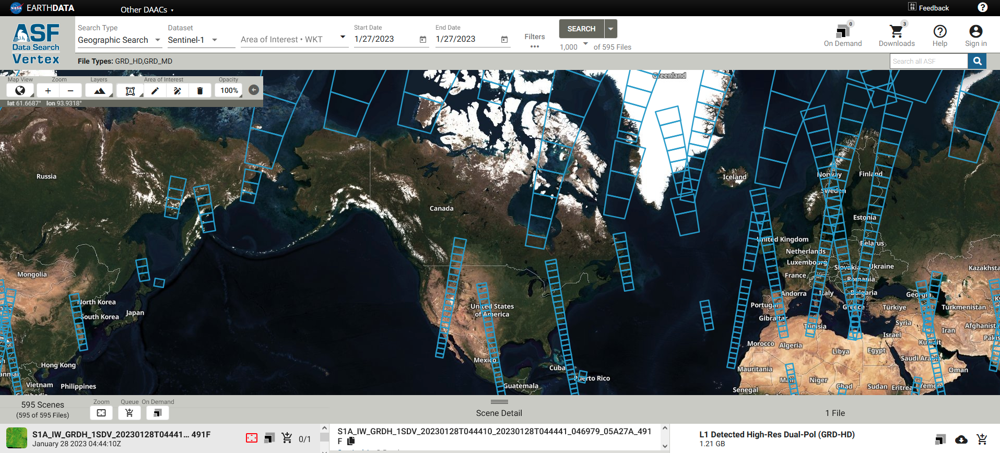 NASA EARTHDATA
Other DAACs
Feedback
?
ASF
Data Search
Vertex
Search Type
Geographic Search
Dataset
Sentinel-1
Area of Interest • WKT
Start Date
1/27/2023
End Date
1/27/2023
Filters
•••
SEARCH
1,000 of 595 Files
0
On Demand
3
Downloads
Help
Sign in
File Types: GRD_HD,GRD_MD
Search all ASF
Map View
Zoom
Layers
Area of Interest
Opacity
100%
lat 61.6687° lon 93.9318°
Greenland
Russia
Norway
Finland
Iceland
Sweden
Canada
Estonia
United Kingdom
Belarus
Netherlands
Luxembourg
Mongolia
France
Slovakia
Ukraine
Kazakhsta
Romania
North Korea
Andorra
Italy
Bulgaria
Georgia
South Korea
Japan
United States
of America
Portugal
Greece
Türkiye
Turkmenistan
Gibraltar
Tunisia
Syria
Afghanist
Israel
Iran
Pakis
Morocco
Algeria
Kuwait
Libya
Egypt
Saudi Arabia
Mexico
Hong Kong
Cuba
Mauritania
Oman
anmar
Puerto Rico
Mali
Niger
Chad
Sudan
Eritrea
Yemen
Vietnam
Philippines
Guatemala
Senegal
595 Scenes
(595 of 595 Files)
Zoom
Queue
On Demand
Scene Detail
1 File
S1A_IW_GRDH_1SDV_20230128T04441... 491F
January 28 2023 04:44:10Z
0/1
S1A_IW_GRDH_1SDV_20230128T044410_20230128T044441_046979_05A27A_491
F
L1 Detected High-Res Dual-Pol (GRD-HD)
1.21 GB